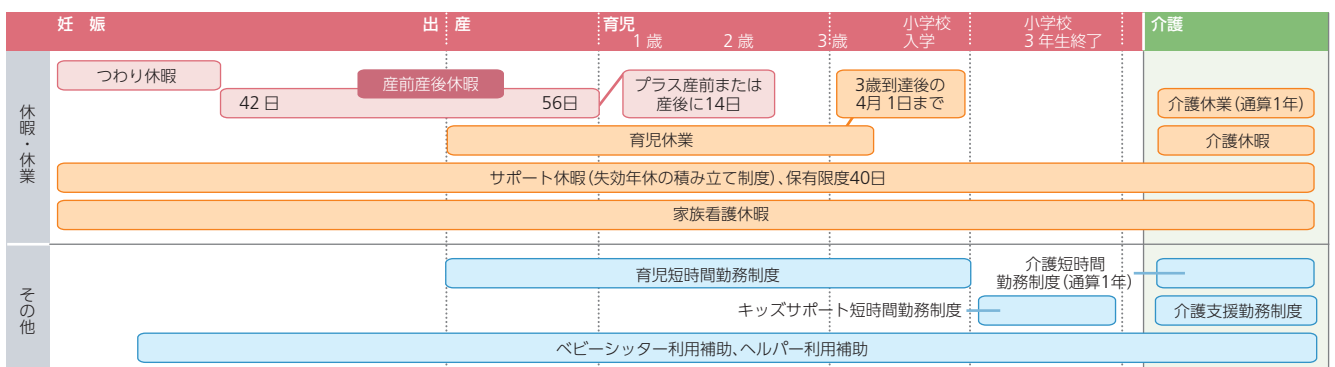 妊 娠
出 産
育児
1 歳
2 歳
3 歳
小学校
入学
小学校
3 年生終了
介護
休暇・休業
つわり休暇
産前産後休暇
42 日
56日
プラス産前または
産後に14日
3歳到達後の
4月 1日まで
介護休業(通算1年)
育児休業
介護休暇
サポート休暇(失効年休の積み立て制度)、保有限度40日
家族看護休暇
その他
育児短時間勤務制度
介護短時間
勤務制度(通算1年)
キッズサポート短時間勤務制度
介護支援勤務制度
ベビーシッター利用補助、ヘルパー利用補助